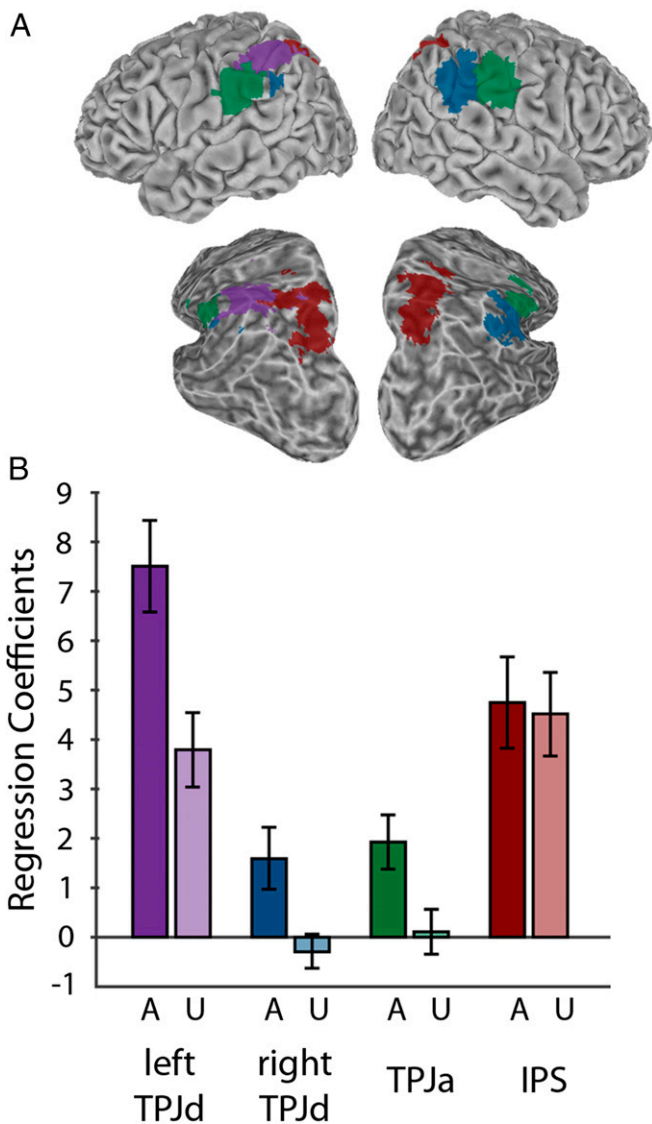 A
B
Regression Coefficients
9
8
7
6
5
4
3
2
1
0
-1
A U A U A U A U
left TPJd
right TPJd
TPJa
IPS